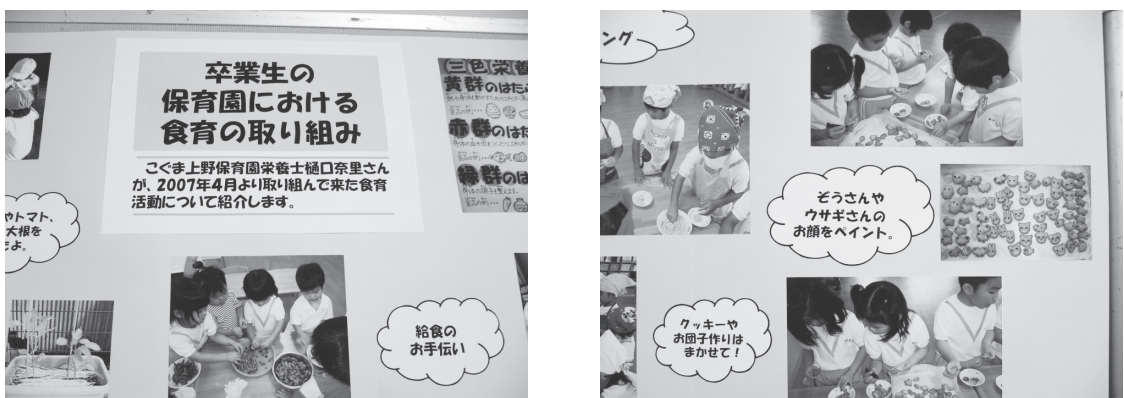 卒業生の
保育園における
食育の取り組み
こぐま上野保育園栄養士樋口奈里さん
が、2007年4月より取り組んで来た食育
活動について紹介します。
三色栄養
黄群のはたら
赤群のはた
緑群のは
やトマト、
大根を
だよ。
給食の
お手伝い
ング
ぞうさんや
ウサギさんの
お顔をペイント。
クッキーや
お団子作りは
まかせて！